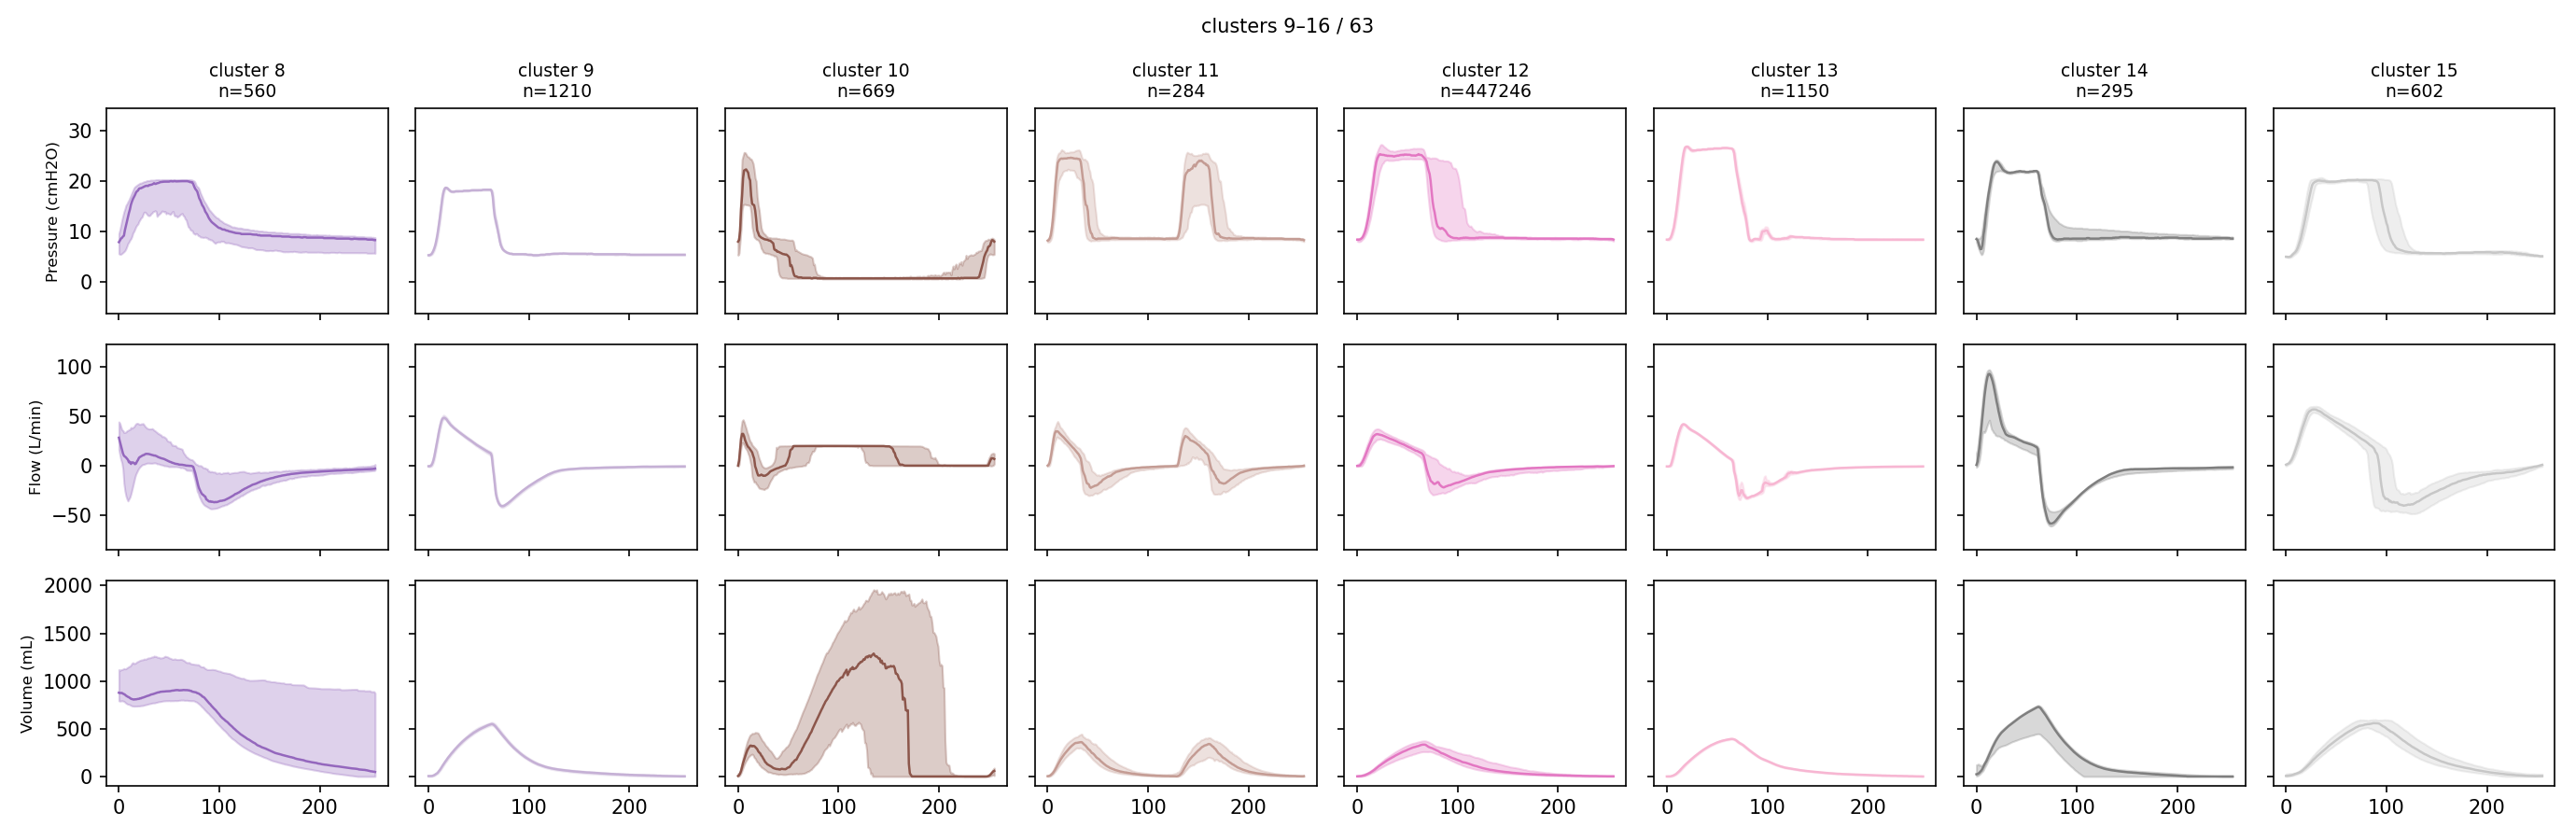 clusters 9–16 / 63
cluster 8
n=560
cluster 9
n=1210
cluster 10
n=669
cluster 11
n=284
cluster 12
n=447246
cluster 13
n=1150
cluster 14
n=295
cluster 15
n=602
Pressure (cmH2O)
30
20
10
0
Flow (L/min)
100
50
0
−50
Volume (mL)
2000
1500
1000
500
0
0 100 200
0 100 200
0 100 200
0 100 200
0 100 200
0 100 200
0 100 200
0 100 200